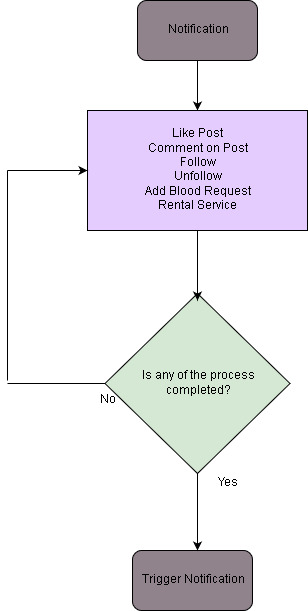 Notification
Like Post
Comment on Post
Follow
Unfollow
Add Blood Request
Rental Service
Is any of the process
completed?
No
Yes
Trigger Notification